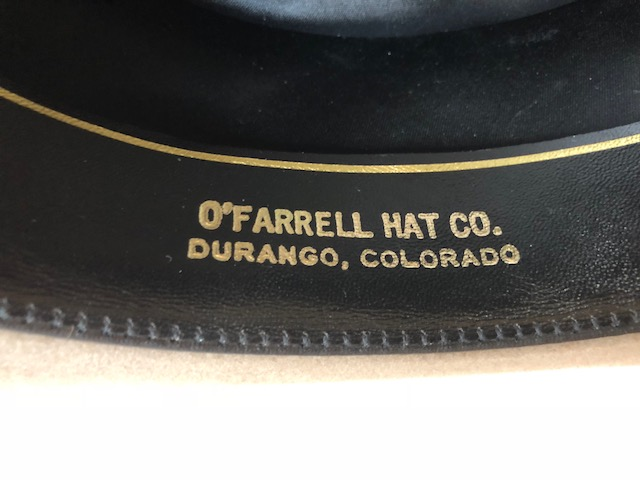 O'FARRELL HAT CO.
DURANGO, COLORADO